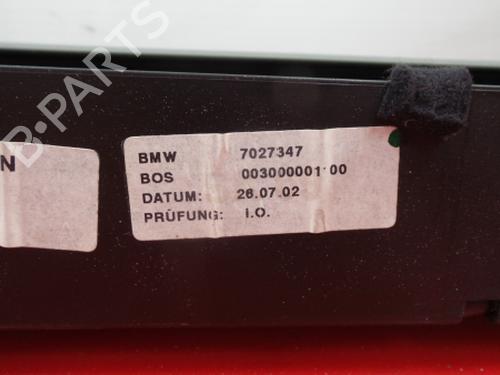 B-PARTS
N
BMW 7027347
BOS 003000001'00
DATUM: 26.07.02
PRÜFUNG: I.O.